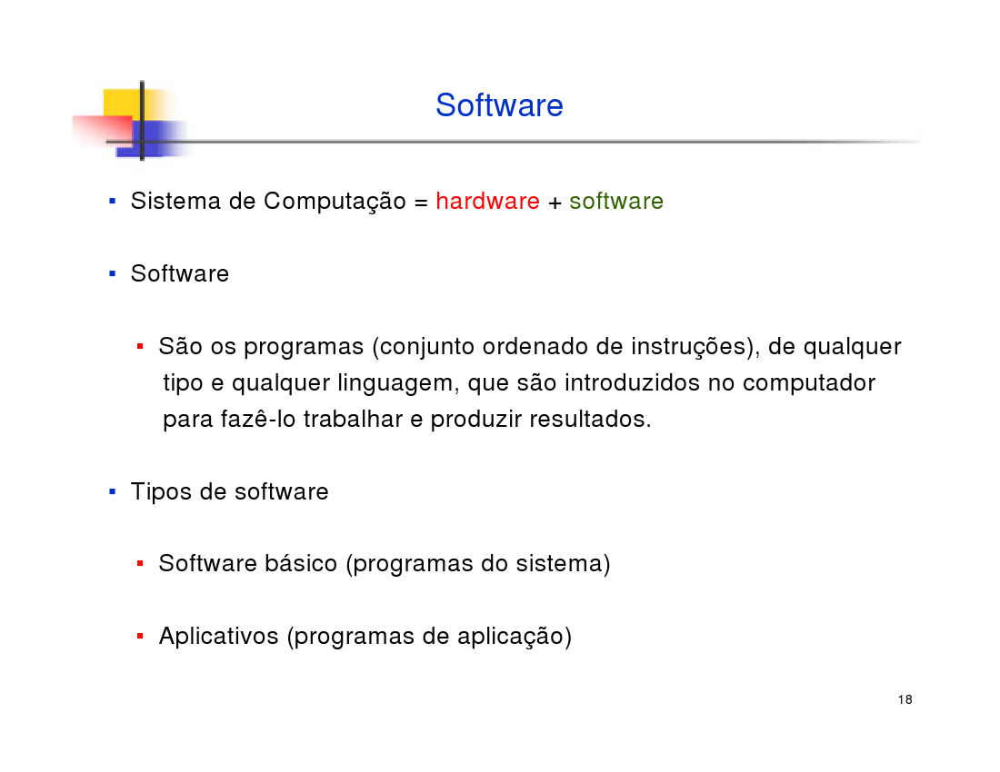 Software
▪ Sistema de Computação = hardware + software
▪ Software
▪ São os programas (conjunto ordenado de instruções), de qualquer
tipo e qualquer linguagem, que são introduzidos no computador
para fazê-lo trabalhar e produzir resultados.
▪ Tipos de software
▪ Software básico (programas do sistema)
▪ Aplicativos (programas de aplicação)
18